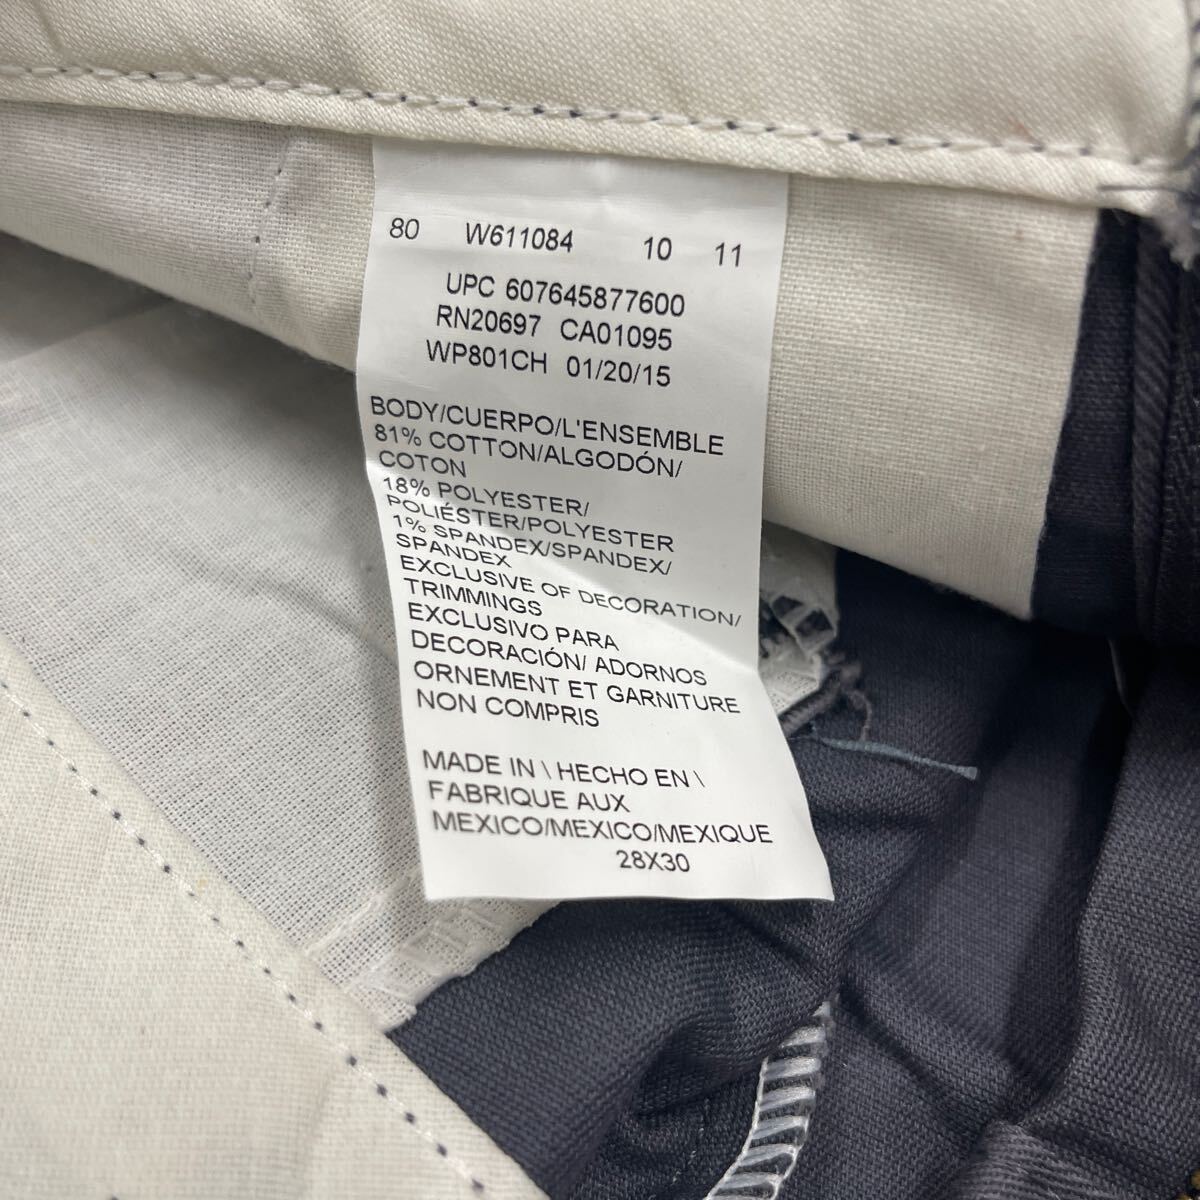 80 W611084 10 11
UPC 607645877600
RN20697 CA01095
WP801CH 01/20/15
BODY/CUERPO/L'ENSEMBLE
81% COTTON/ALGODÓN/
COTON
18% POLYESTER/
POLIÉSTER/POLYESTER
1% SPANDEX/SPANDEX/
SPANDEX
EXCLUSIVE OF DECORATION/
TRIMMINGS
EXCLUSIVO PARA
DECORACIÓN/ ADORNOS
ORNEMENT ET GARNITURE
NON COMPRIS
MADE IN \ HECHO EN \
FABRIQUE AUX
MEXICO/MEXICO/MEXIQUE
28X30